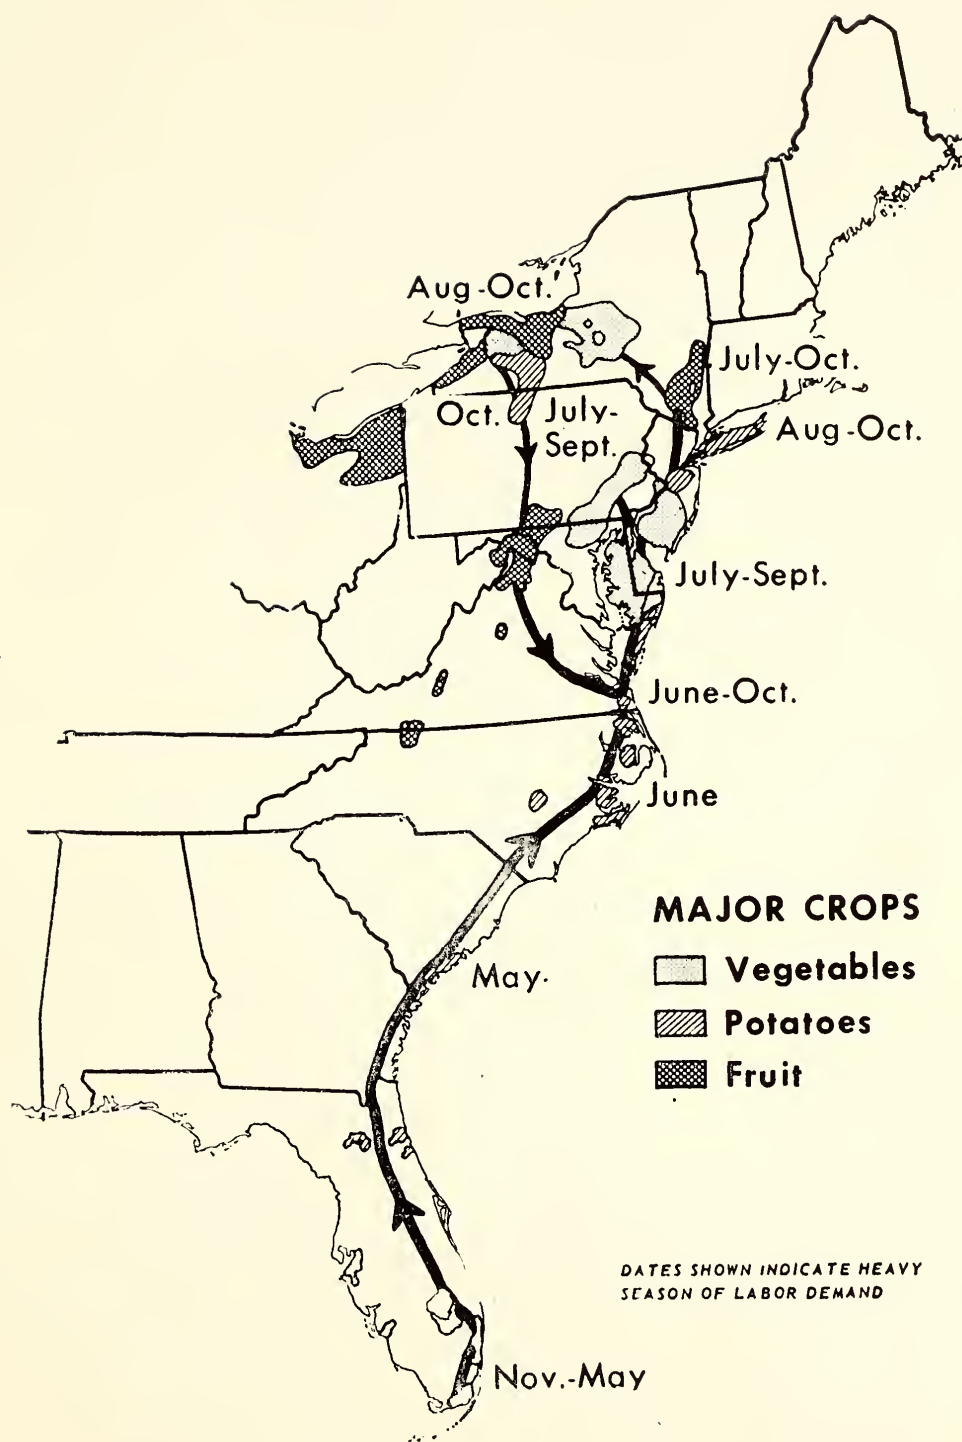 Aug-Oct.
July-Oct.
Oct.
July-
Sept.
Aug-Oct.
July-Sept.
June-Oct.
June
MAJOR CROPS
Vegetables
May.
Potatoes
Fruit
DATES SHOWN INDICATE HEAVY
SEASON OF LABOR DEMAND
Nov.-May